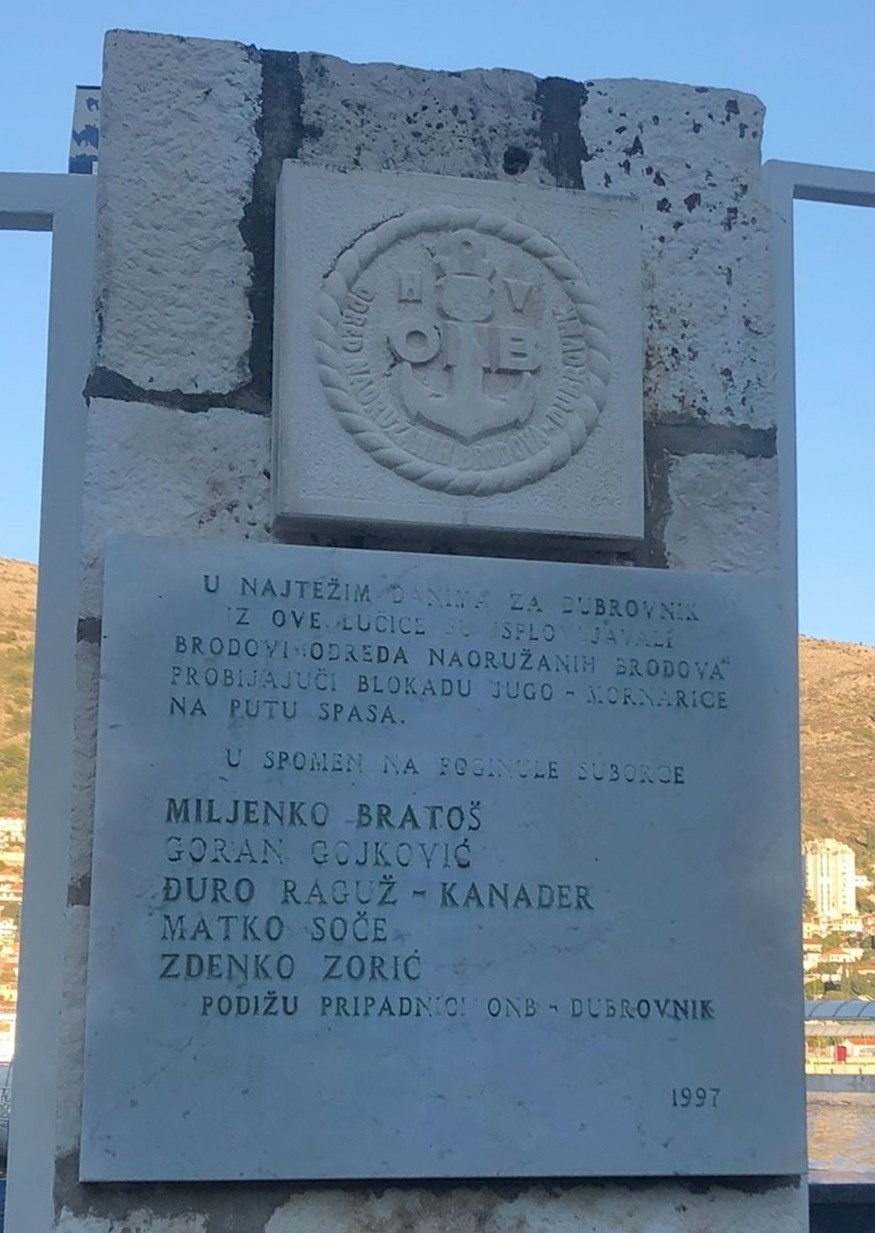 H V
ONB
ODRED NAORUŽANIH BRODOVA DUBROVNIK
U NAJTEŽIM DANIMA ZA DUBROVNIK
IZ OVE LUČICE SU ISPLOVLJAVALI
BRODOVI "ODREDA NAORUŽANIH BRODOVA"
PROBIJAJUĆI BLOKADU JUGO - MORNARICE
NA PUTU SPASA.
U SPOMEN NA POGINULE SUBORCE
MILJENKO BRATOŠ
GORAN GOJKOVIĆ
ĐURO RAGUŽ - KANADER
MATKO SOČE
ZDENKO ZORIĆ
PODIŽU PRIPADNICI ONB - DUBROVNIK
1997